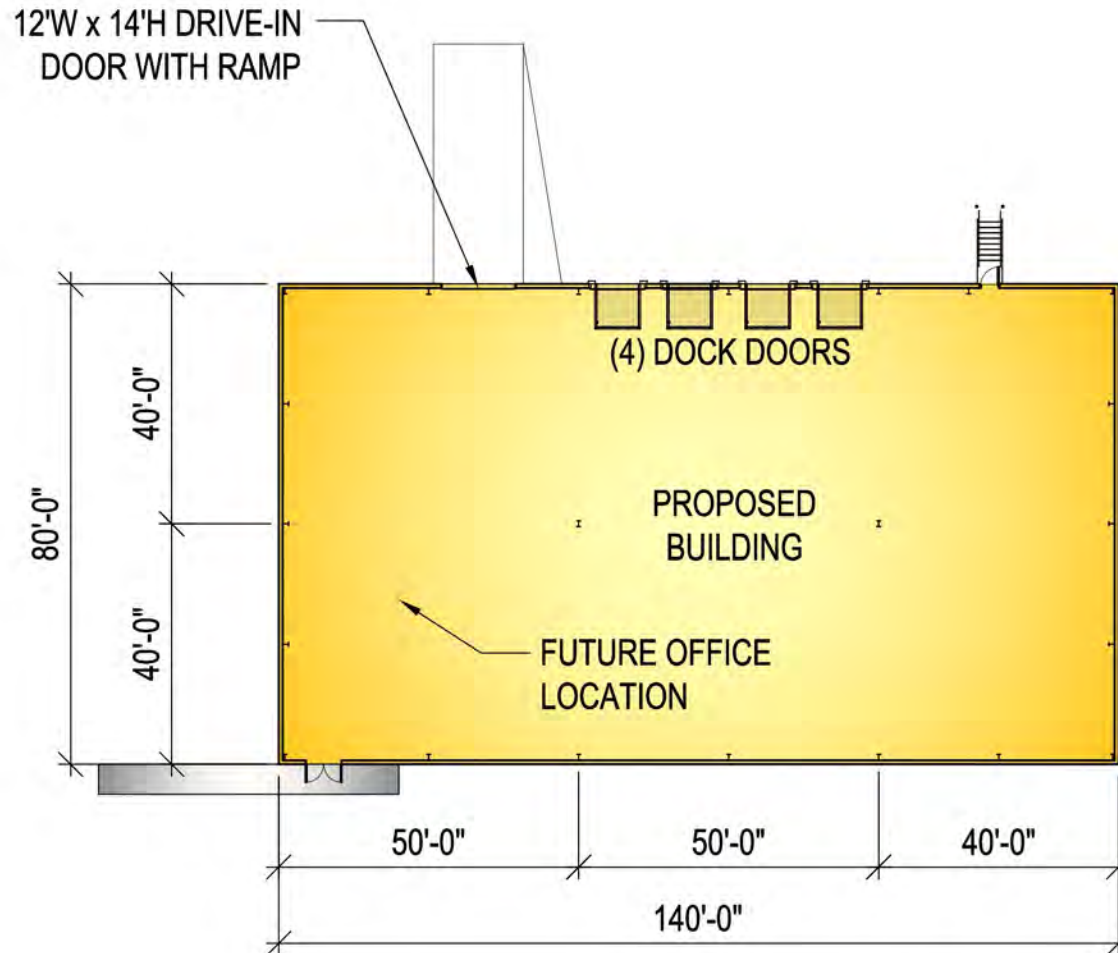 12'W x 14'H DRIVE-IN
DOOR WITH RAMP
(4) DOCK DOORS
40'-0"
80'-0"
PROPOSED
BUILDING
40'-0"
FUTURE OFFICE
LOCATION
50'-0"
50'-0"
40'-0"
140'-0"